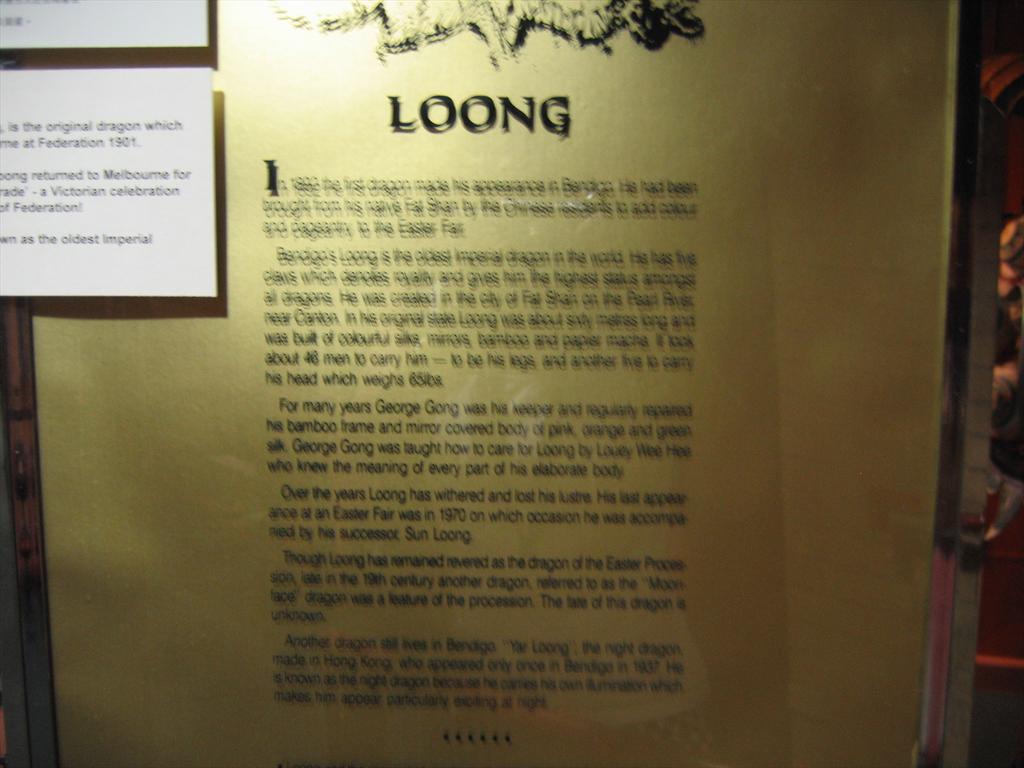 , is the original dragon which
me at Federation 1901.
oong returned to Melbourne for
rade' - a Victorian celebration
of Federation!
wn as the oldest Imperial
LOONG
In 1892 the first dragon made his appearance in Bendigo. He had been
brought from his native Fat Shan by the Chinese residents to add colour
and pageantry to the Easter Fair.
Bendigo's Loong is the oldest Imperial dragon in the world. He has five
claws which denotes royalty and gives him the highest status amongst
all dragons. He was created in the city of Fat Shan on the Pearl River,
near Canton. In his original state Loong was about sixty metres long and
was built of colourful silks, mirrors, bamboo and papier mache. It took
about 46 men to carry him — to be his legs, and another five to carry
his head which weighs 65lbs.
For many years George Gong was his keeper and regularly repaired
his bamboo frame and mirror covered body of pink, orange and green
silk. George Gong was taught how to care for Loong by Louey Wee Hee
who knew the meaning of every part of his elaborate body.
Over the years Loong has withered and lost his lustre. His last appear-
ance at an Easter Fair was in 1970 on which occasion he was accompa-
nied by his successor, Sun Loong.
Though Loong has remained revered as the dragon of the Easter Proces-
sion, late in the 19th century another dragon, referred to as the "Moon-
face" dragon was a feature of the procession. The fate of this dragon is
unknown.
Another dragon still lives in Bendigo. "Yar Loong", the night dragon,
made in Hong Kong, who appeared only once in Bendigo in 1937. He
is known as the night dragon because he carries his own illumination which
makes him appear particularly exciting at night.